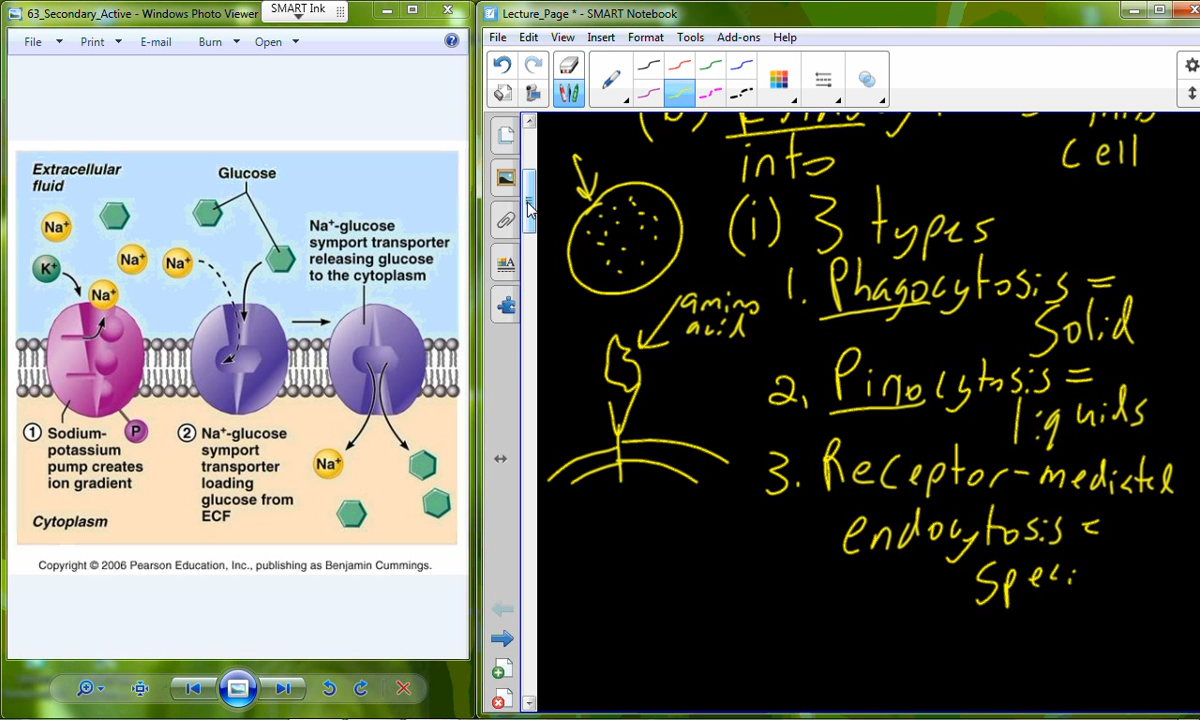 63_Secondary_Active - Windows Photo Viewer
SMART Ink
File Print E-mail Burn Open
Extracellular
fluid
Glucose
Na+
Na+
Na+
K+
Na+
Na+-glucose
symport transporter
releasing glucose
to the cytoplasm
P
1 Sodium-
potassium
pump creates
ion gradient
2 Na+-glucose
symport
transporter
loading
glucose from
ECF
Na+
Cytoplasm
Copyright © 2006 Pearson Education, Inc., publishing as Benjamin Cummings.
Lecture_Page * - SMART Notebook
File Edit View Insert Format Tools Add-ons Help
into
cell
(i) 3 types
1. Phagocytosis =
Solid
amino
acid
2. Pinocytosis =
liquids
3. Receptor-mediated
endocytosis =
Speci